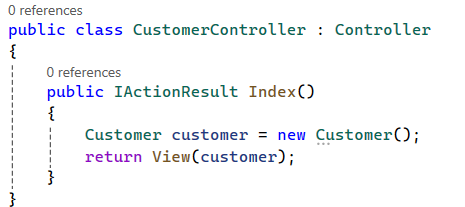 0 references
public class CustomerController : Controller
{
0 references
public IActionResult Index()
{
Customer customer = new Customer();
return View(customer);
}
}